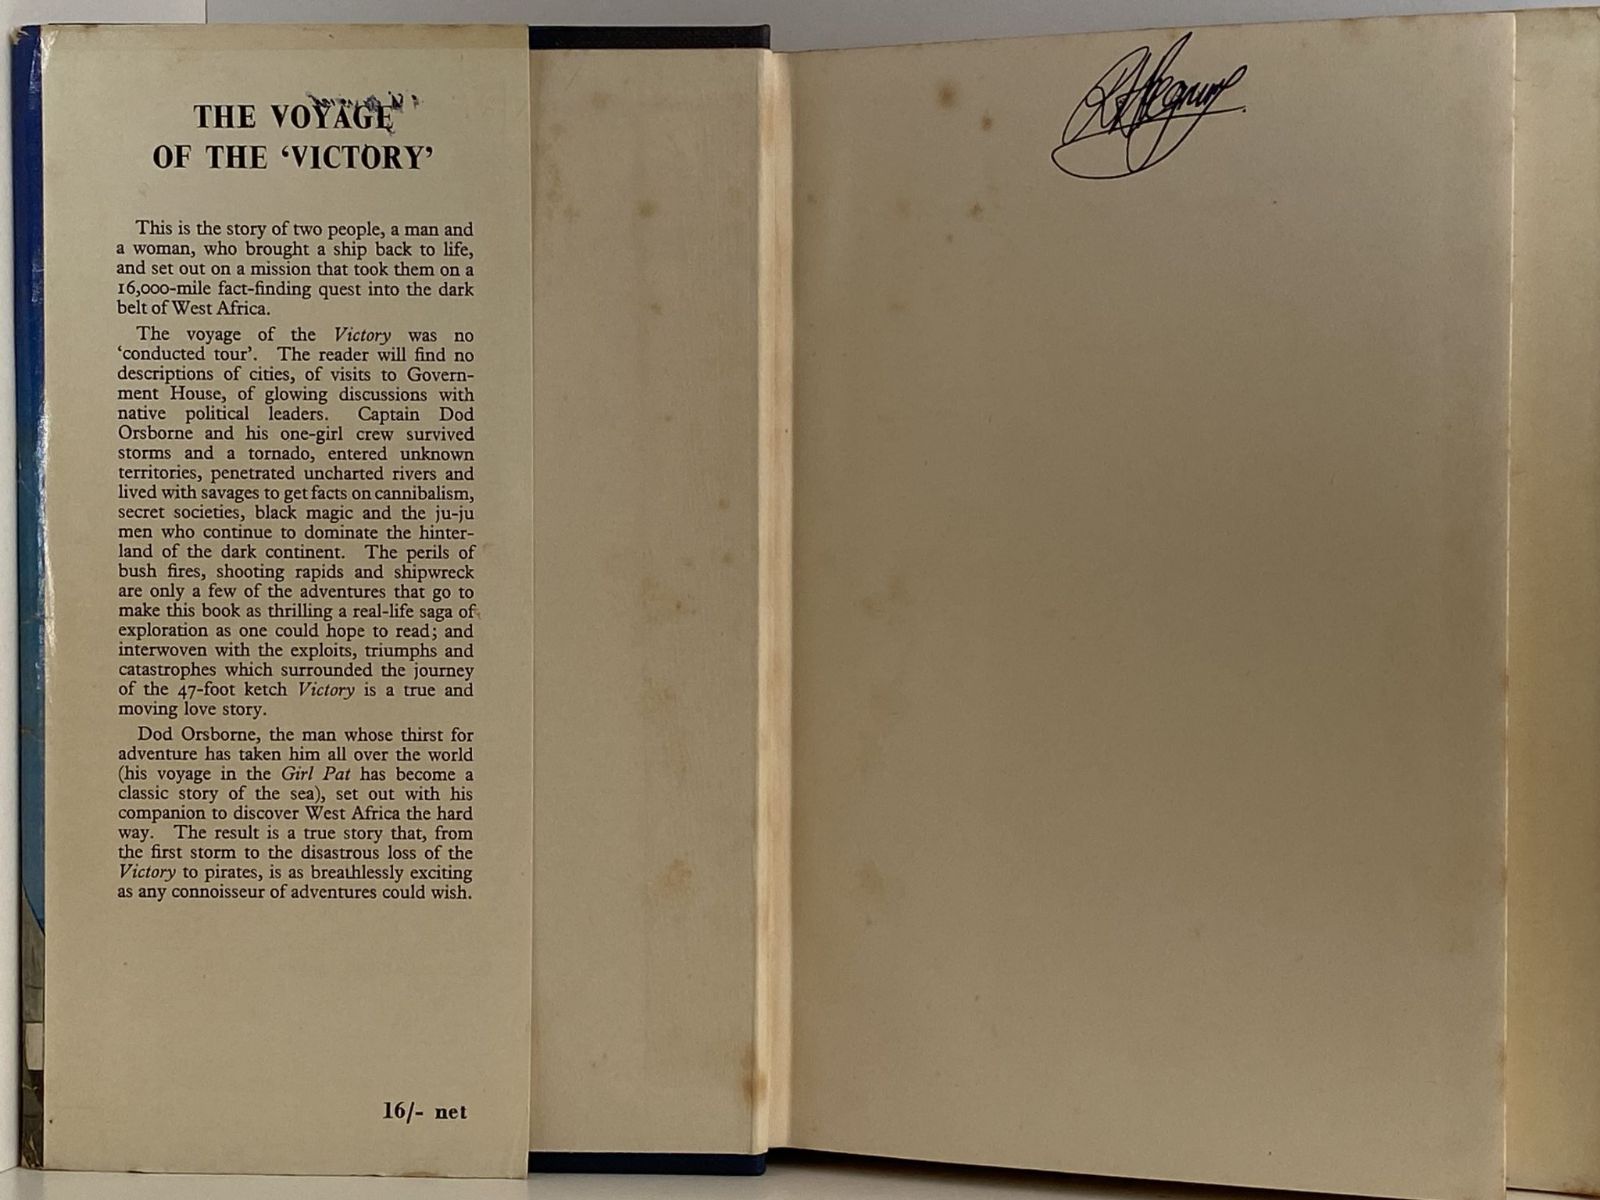 THE VOYAGE
OF THE ‘VICTORY’
This is the story of two people, a man and
a woman, who brought a ship back to life,
and set out on a mission that took them on a
16,000-mile fact-finding quest into the dark
belt of West Africa.
The voyage of the Victory was no
‘conducted tour’. The reader will find no
descriptions of cities, of visits to Govern-
ment House, of glowing discussions with
native political leaders. Captain Dod
Orsborne and his one-girl crew survived
storms and a tornado, entered unknown
territories, penetrated uncharted rivers and
lived with savages to get facts on cannibalism,
secret societies, black magic and the ju-ju
men who continue to dominate the hinter-
land of the dark continent. The perils of
bush fires, shooting rapids and shipwreck
are only a few of the adventures that go to
make this book as thrilling a real-life saga of
exploration as one could hope to read; and
interwoven with the exploits, triumphs and
catastrophes which surrounded the journey
of the 47-foot ketch Victory is a true and
moving love story.
Dod Orsborne, the man whose thirst for
adventure has taken him all over the world
(his voyage in the Girl Pat has become a
classic story of the sea), set out with his
companion to discover West Africa the hard
way. The result is a true story that, from
the first storm to the disastrous loss of the
Victory to pirates, is as breathlessly exciting
as any connoisseur of adventures could wish.
16/- net